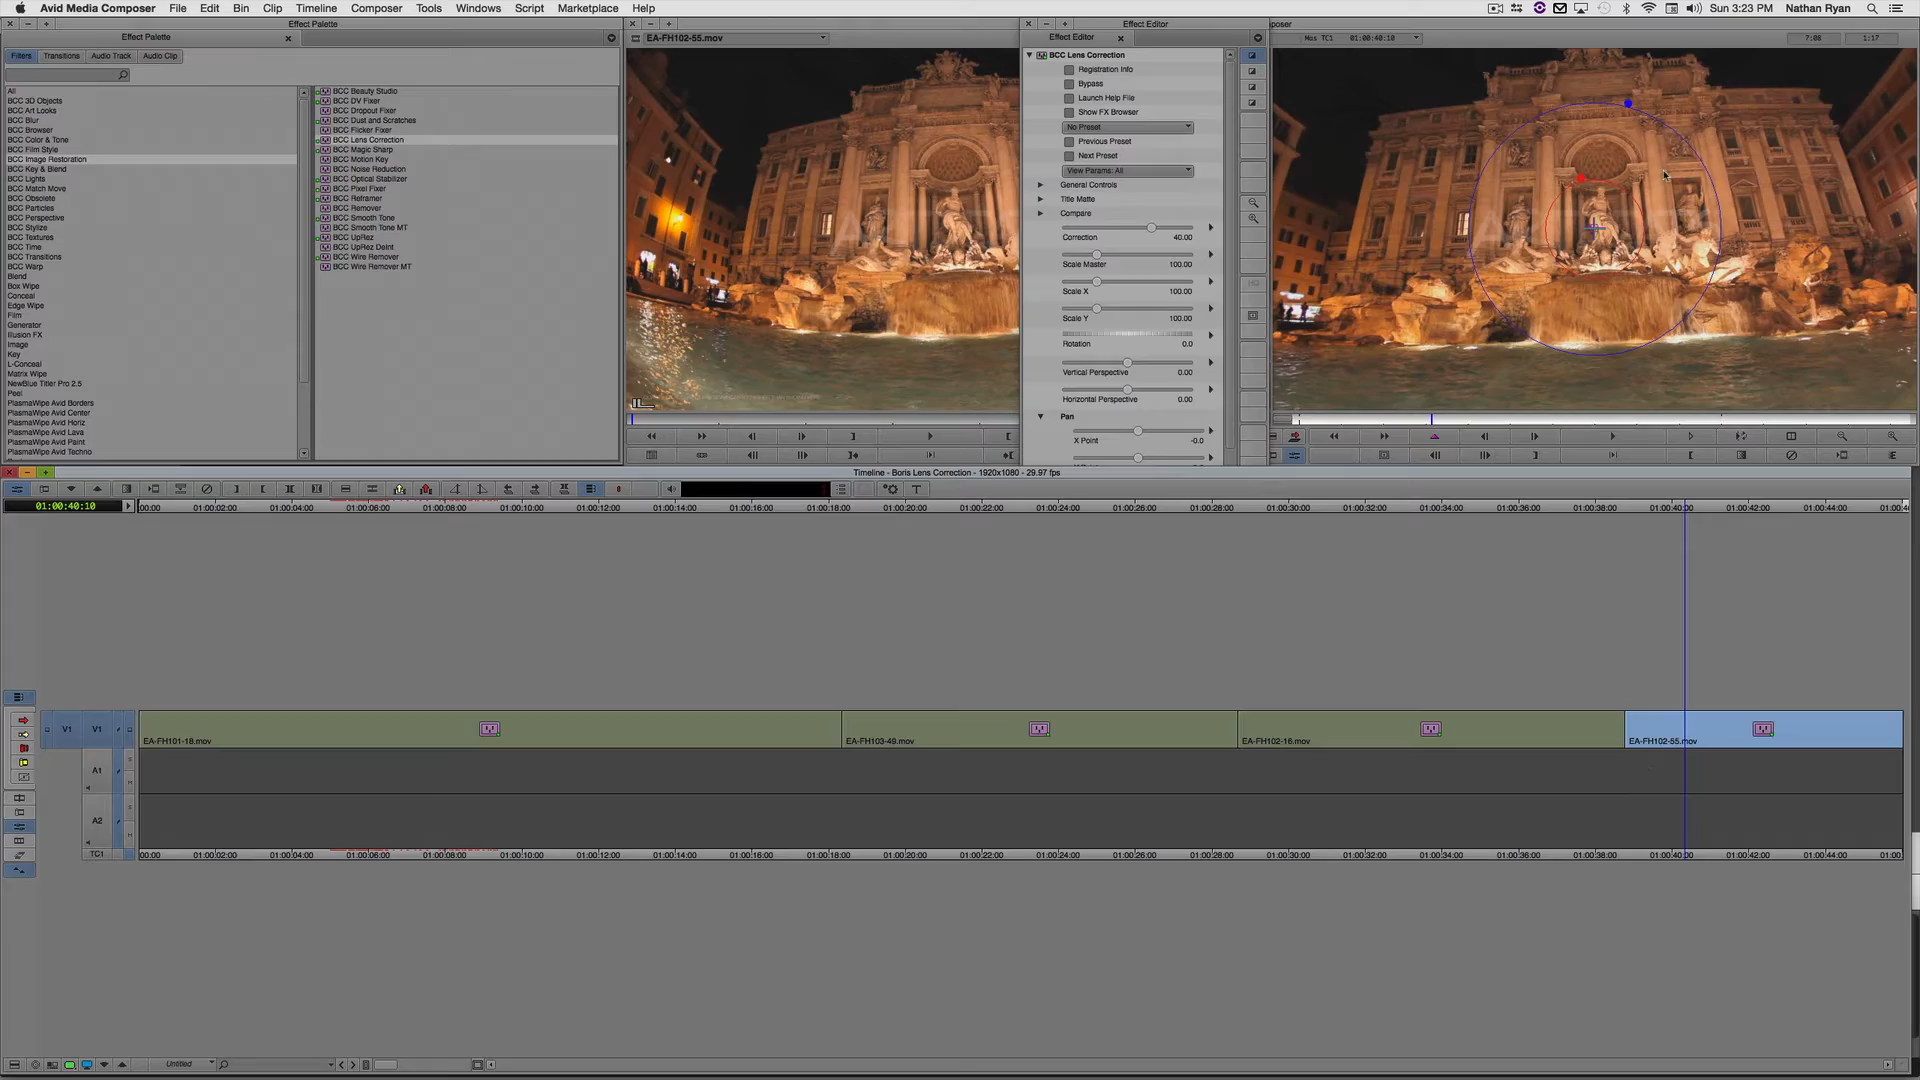 Avid Media Composer File Edit Bin Clip Timeline Composer Tools Windows Script Marketplace Help
Sun 3:23 PM Nathan Ryan
Effect Palette
Effect Palette
Filters Transitions Audio Track Audio Clip
All
BCC 3D Objects
BCC Art Looks
BCC Blur
BCC Browser
BCC Color & Tone
BCC Film Style
BCC Image Restoration
BCC Key & Blend
BCC Lights
BCC Match Move
BCC Obsolete
BCC Particles
BCC Perspective
BCC Stylize
BCC Textures
BCC Time
BCC Transitions
BCC Warp
Blend
Box Wipe
Conceal
Edge Wipe
Film
Generator
Illusion FX
Image
Key
L-Conceal
Matrix Wipe
NewBlue Titler Pro 2.5
Peel
PlasmaWipe Avid Borders
PlasmaWipe Avid Center
PlasmaWipe Avid Horiz
PlasmaWipe Avid Lava
PlasmaWipe Avid Paint
PlasmaWipe Avid Techno
BCC Beauty Studio
BCC DV Fixer
BCC Dropout Fixer
BCC Dust and Scratches
BCC Flicker Fixer
BCC Lens Correction
BCC Magic Sharp
BCC Motion Key
BCC Noise Reduction
BCC Optical Stabilizer
BCC Pixel Fixer
BCC Reframer
BCC Remover
BCC Smooth Tone
BCC Smooth Tone MT
BCC UpRez
BCC UpRez Deint
BCC Wire Remover
BCC Wire Remover MT
EA-FH102-55.mov
Effect Editor
Effect Editor
BCC Lens Correction
Registration Info
Bypass
Launch Help File
Show FX Browser
No Preset
Previous Preset
Next Preset
View Params: All
General Controls
Title Matte
Compare
Correction 40.00
Scale Master 100.00
Scale X 100.00
Scale Y 100.00
Rotation 0.0
Vertical Perspective 0.00
Horizontal Perspective 0.00
Pan
X Point -0.0
poser
Mas TC1 01:00:40:10 7:08 1:17
Timeline - Boris Lens Correction - 1920x1080 - 29.97 fps
01:00:40:10
:00:00 01:00:02:00 01:00:04:00 01:00:06:00 01:00:08:00 01:00:10:00 01:00:12:00 01:00:14:00 01:00:16:00 01:00:18:00 01:00:20:00 01:00:22:00 01:00:24:00 01:00:26:00 01:00:28:00 01:00:30:00 01:00:32:00 01:00:34:00 01:00:36:00 01:00:38:00 01:00:40:00 01:00:42:00 01:00:44:00 01:00:4
V1 V1
EA-FH101-18.mov EA-FH103-49.mov EA-FH102-16.mov EA-FH102-55.mov
A1
A2
TC1 :00:00 01:00:02:00 01:00:04:00 01:00:06:00 01:00:08:00 01:00:10:00 01:00:12:00 01:00:14:00 01:00:16:00 01:00:18:00 01:00:20:00 01:00:22:00 01:00:24:00 01:00:26:00 01:00:28:00 01:00:30:00 01:00:32:00 01:00:34:00 01:00:36:00 01:00:38:00 01:00:40:00 01:00:42:00 01:00:44:00 01:00:
Untitled